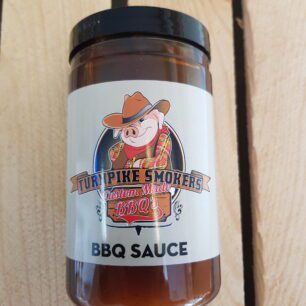 TURNPIKE SMOKERS
Custom Made
BBQ
BBQ SAUCE